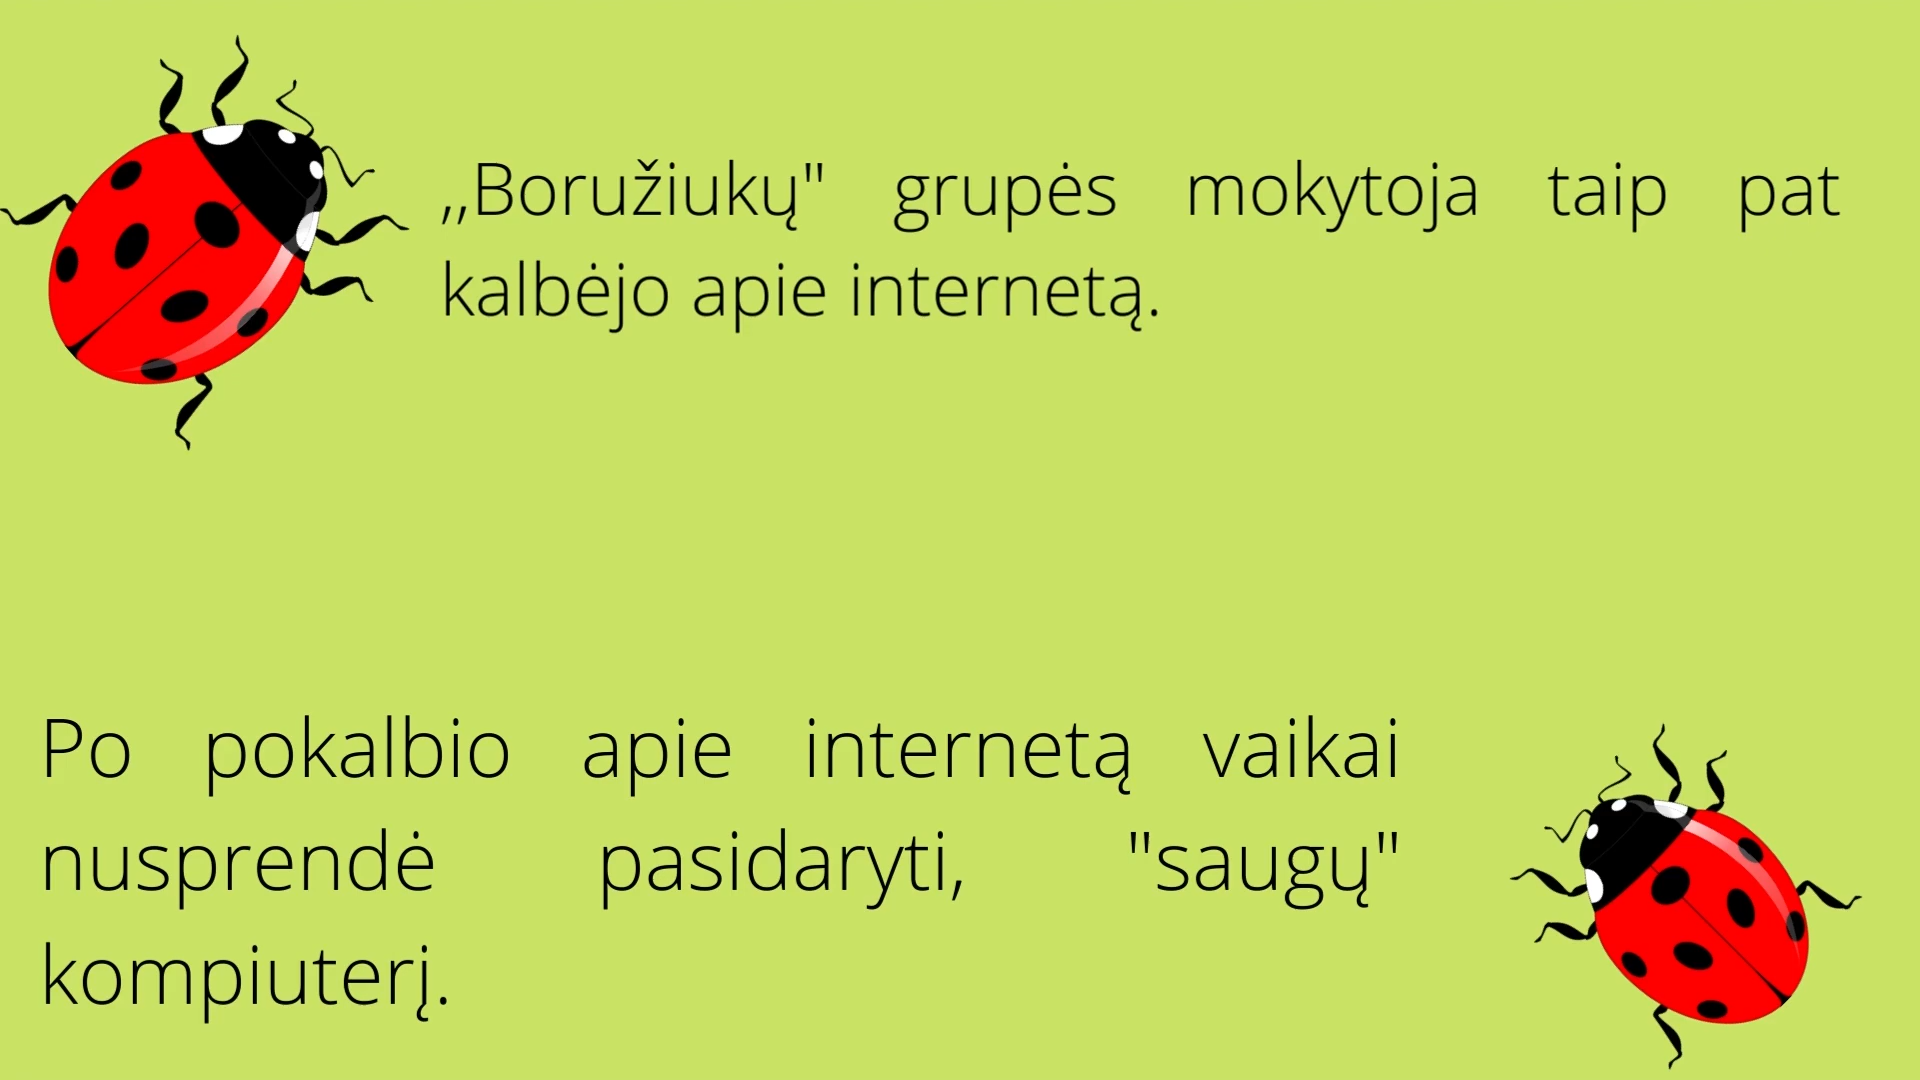 ,,Boružiukų" grupės mokytoja taip pat
kalbėjo apie internetą.
Po pokalbio apie internetą vaikai
nusprendė pasidaryti, "saugų"
kompiuterį.